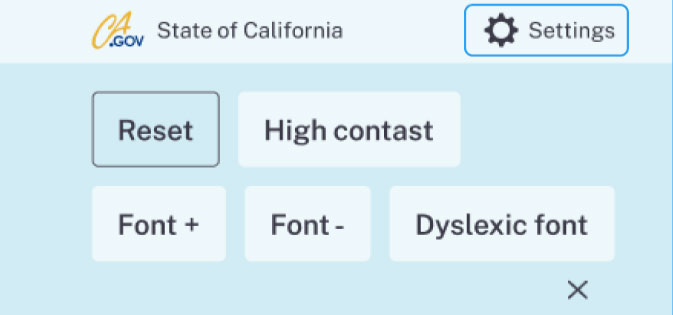 CA.GOV State of California Settings
Reset High contast
Font + Font - Dyslexic font